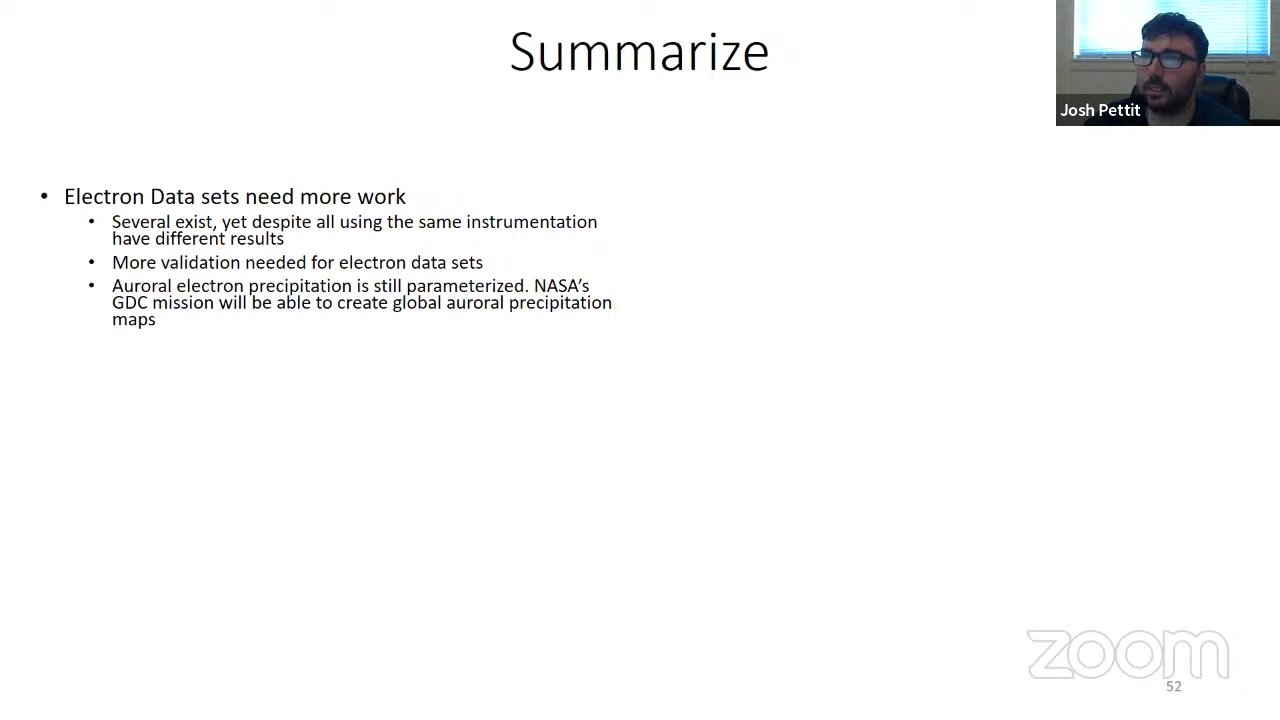 Summarize
Josh Pettit
• Electron Data sets need more work
• Several exist, yet despite all using the same instrumentation
have different results
• More validation needed for electron data sets
• Auroral electron precipitation is still parameterized. NASA’s
GDC mission will be able to create global auroral precipitation
maps
zoom
52